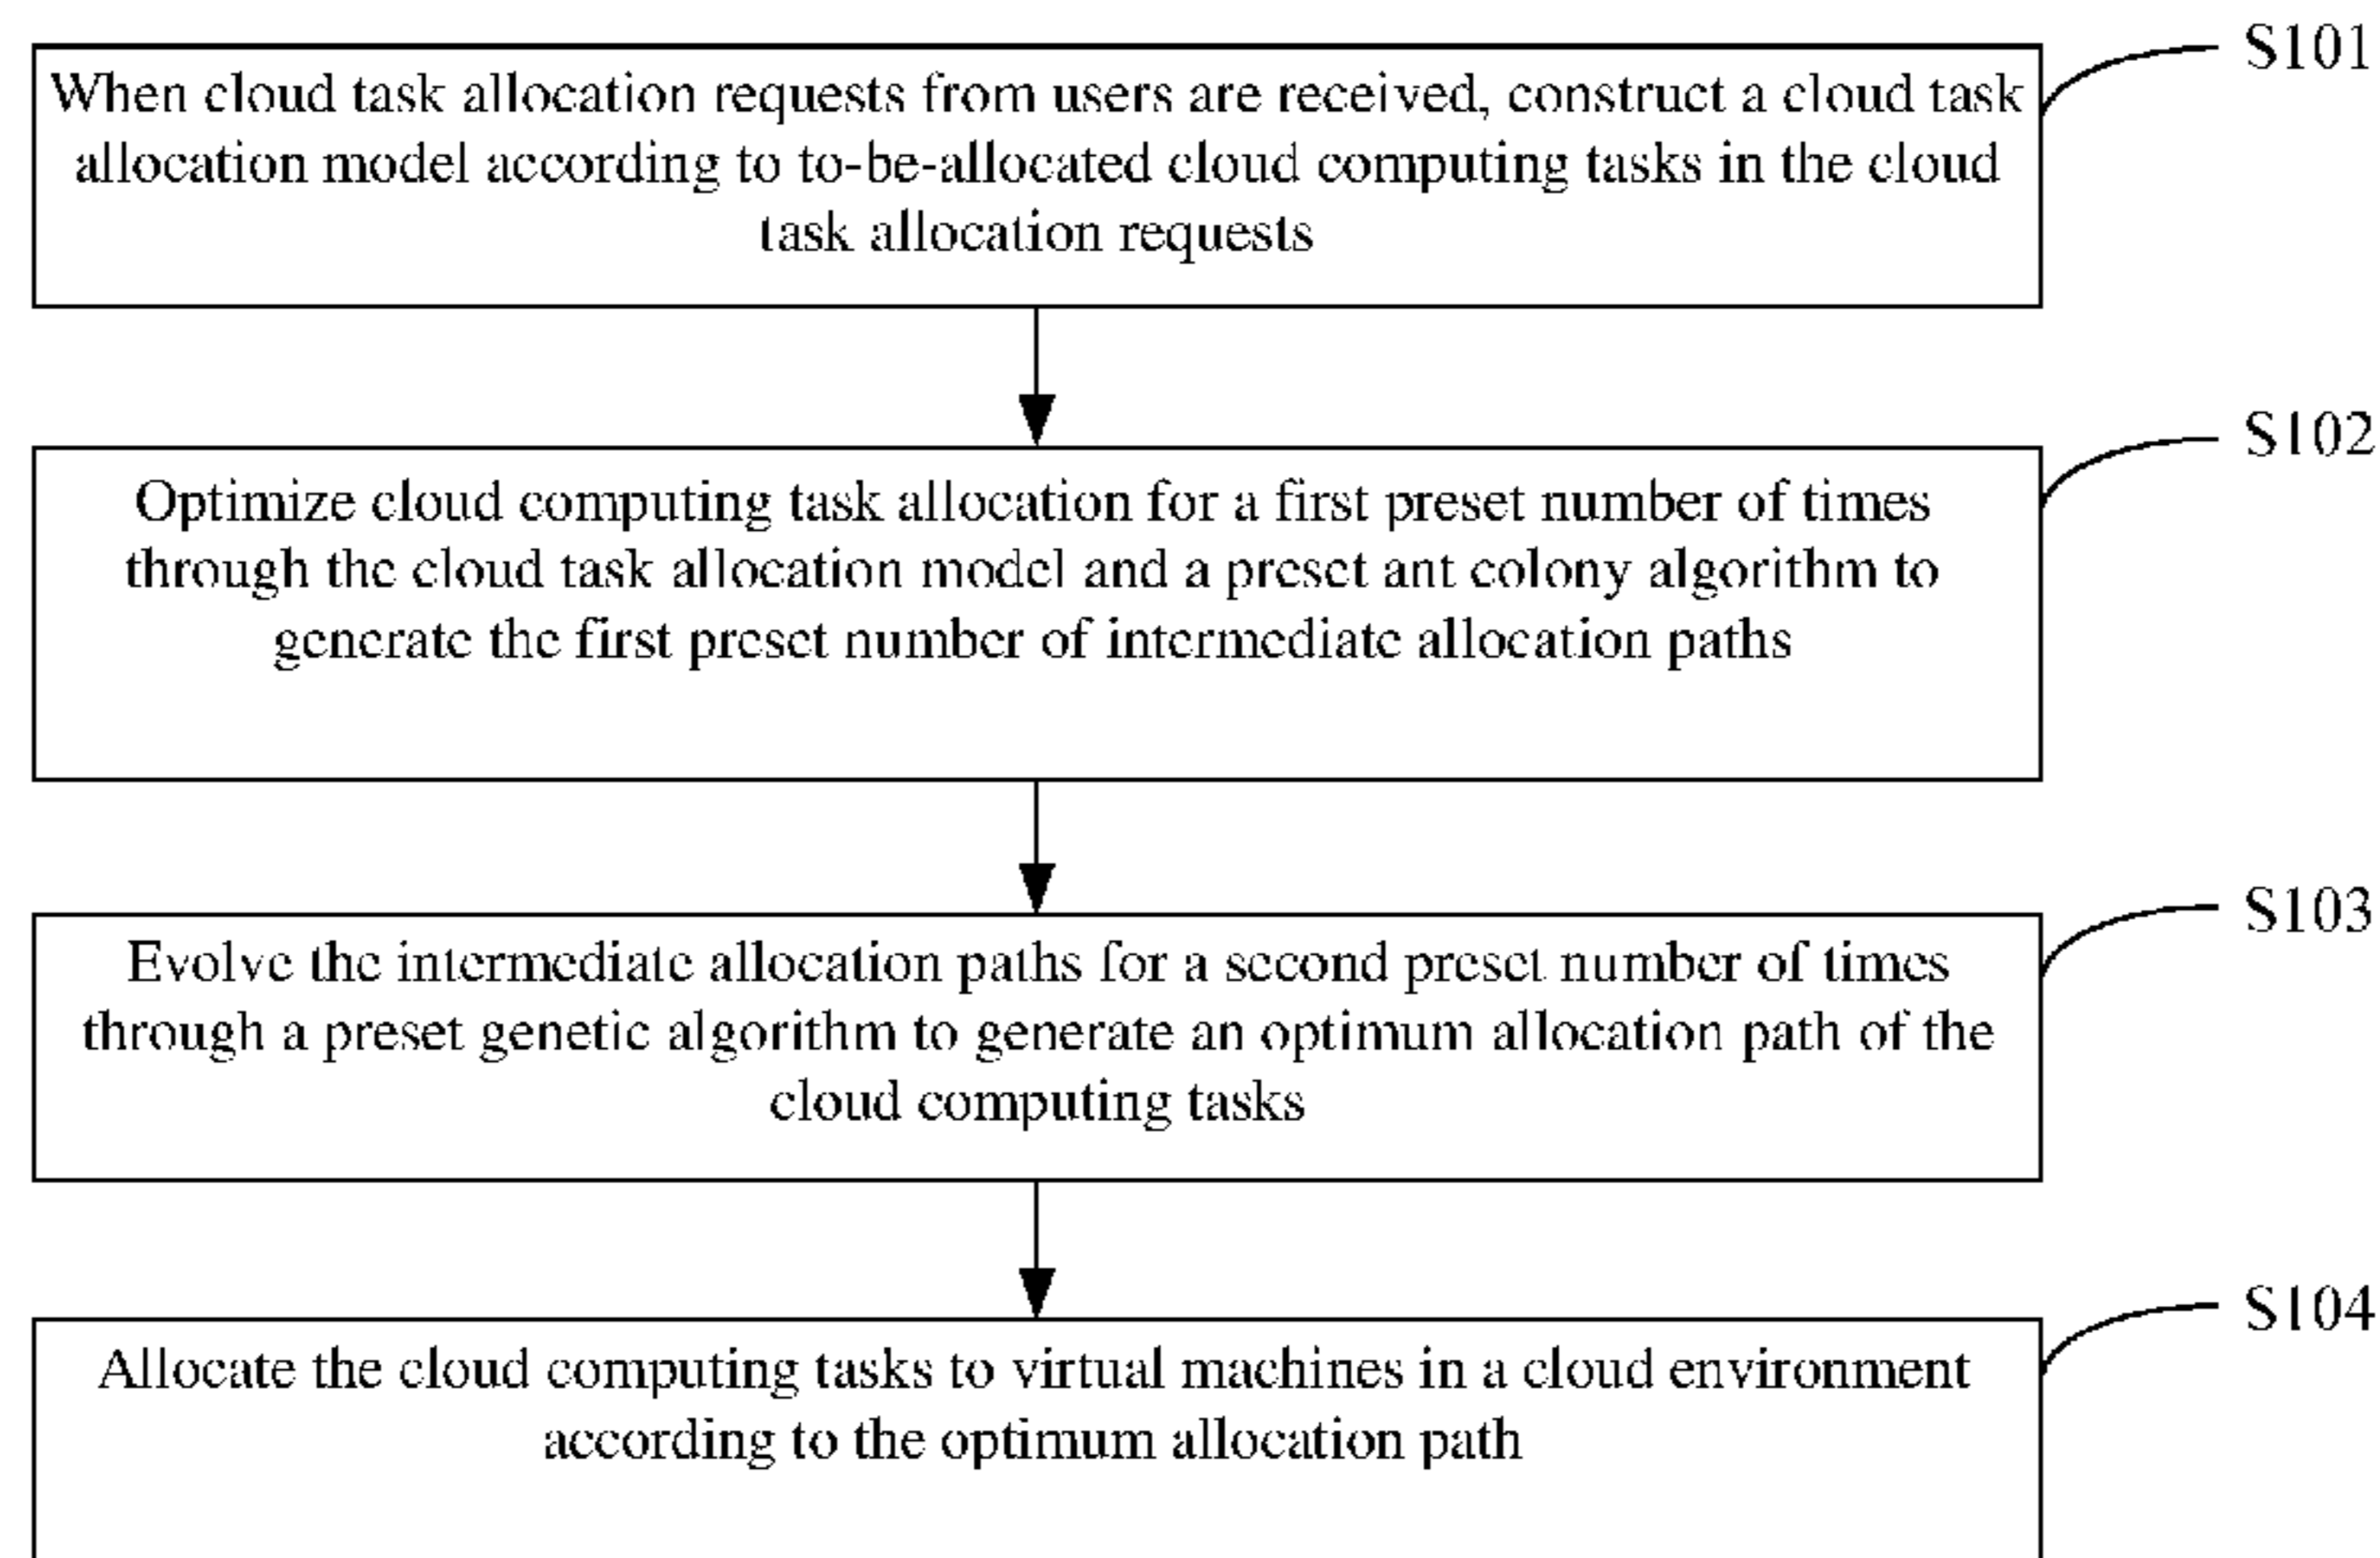 S101
When cloud task allocation requests from users are received, construct a cloud task
allocation model according to to-be-allocated cloud computing tasks in the cloud
task allocation requests
S102
Optimize cloud computing task allocation for a first preset number of times
through the cloud task allocation model and a preset ant colony algorithm to
generate the first preset number of intermediate allocation paths
S103
Evolve the intermediate allocation paths for a second preset number of times
through a preset genetic algorithm to generate an optimum allocation path of the
cloud computing tasks
S104
Allocate the cloud computing tasks to virtual machines in a cloud environment
according to the optimum allocation path